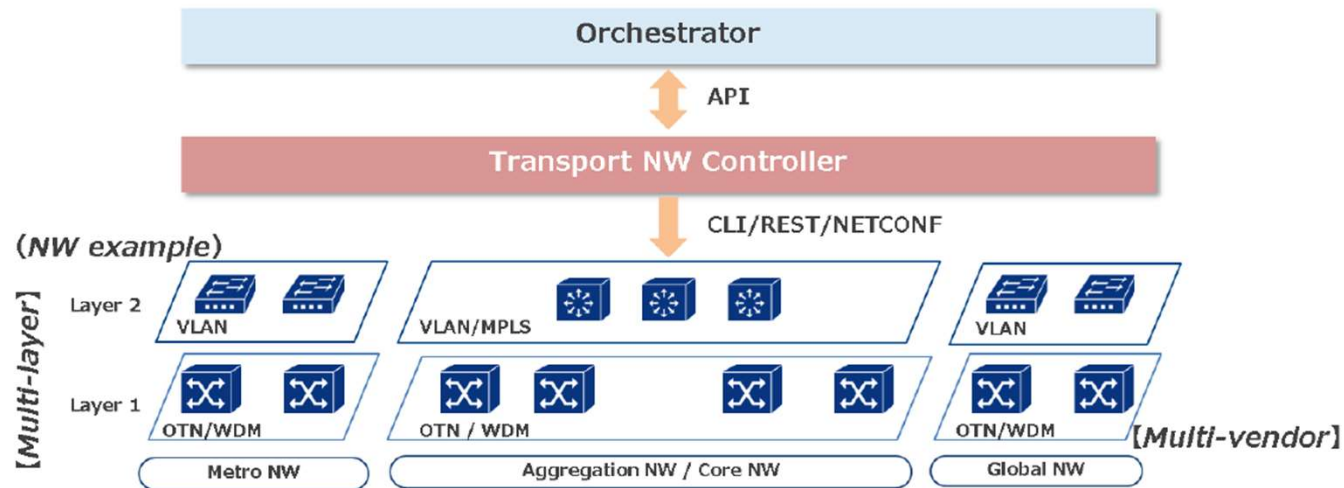 Orchestrator
API
Transport NW Controller
CLI/REST/NETCONF
(NW example)
【Multi-layer】
Layer 2
VLAN
VLAN/MPLS
VLAN
Layer 1
OTN/WDM
OTN / WDM
OTN/WDM
【Multi-vendor】
Metro NW
Aggregation NW / Core NW
Global NW